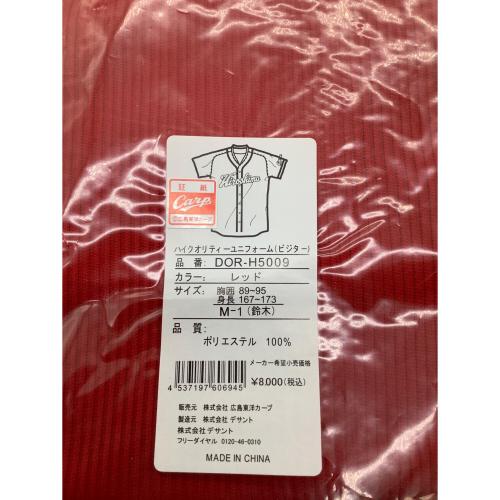 Hiroshima
証紙
Carp
©広島東洋カープ
ハイクオリティーユニフォーム(ビジター)
品 番: DOR-H5009
カラー: レッド
サイズ: 胸囲 89~95
身長 167~173
M-1 (鈴木)
品 質:
ポリエステル 100%
メーカー希望小売価格
¥8,000(税込)
4 537197 606945
販売元 株式会社 広島東洋カープ
製造元 株式会社 デサント
株式会社 デサント
フリーダイヤル 0120-46-0310
MADE IN CHINA